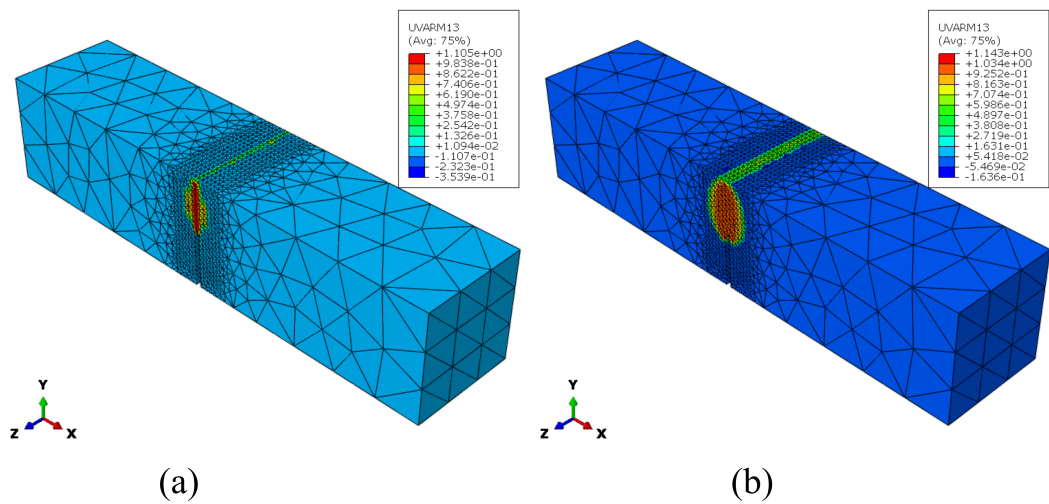 UVARM13
(Avg: 75%)
+1.105e+00
+9.838e-01
+8.622e-01
+7.406e-01
+6.190e-01
+4.974e-01
+3.758e-01
+2.542e-01
+1.326e-01
+1.094e-02
-1.107e-01
-2.323e-01
-3.539e-01
Y
Z
X
(a)
UVARM13
(Avg: 75%)
+1.143e+00
+1.034e+00
+9.252e-01
+8.163e-01
+7.074e-01
+5.986e-01
+4.897e-01
+3.808e-01
+2.719e-01
+1.631e-01
+5.418e-02
-5.469e-02
-1.636e-01
Y
Z
X
(b)